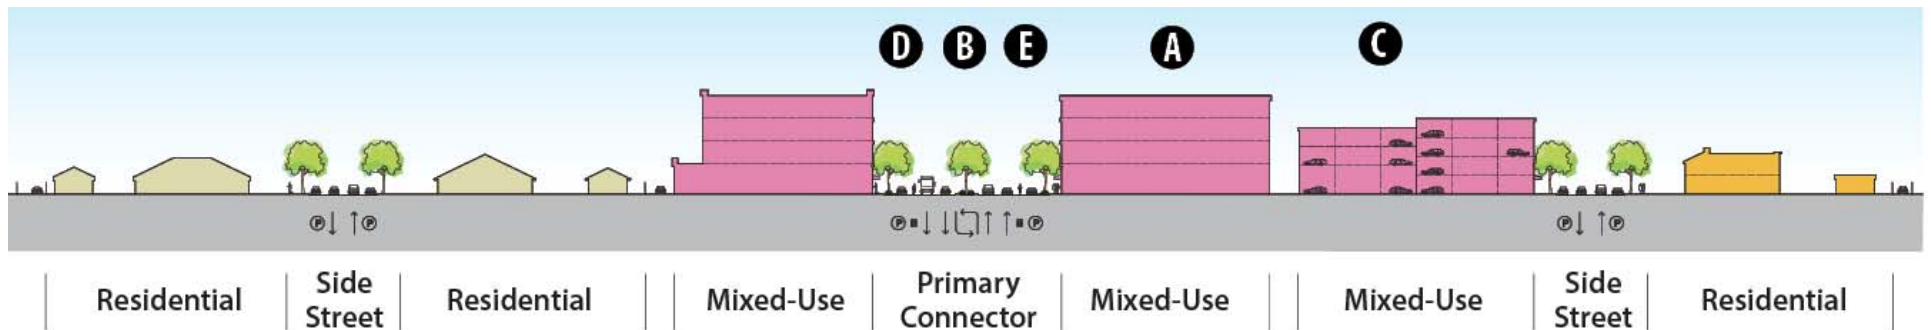 D B E A C
P P
P P
P P
Residential
Side
Street
Residential
Mixed-Use
Primary
Connector
Mixed-Use
Mixed-Use
Side
Street
Residential